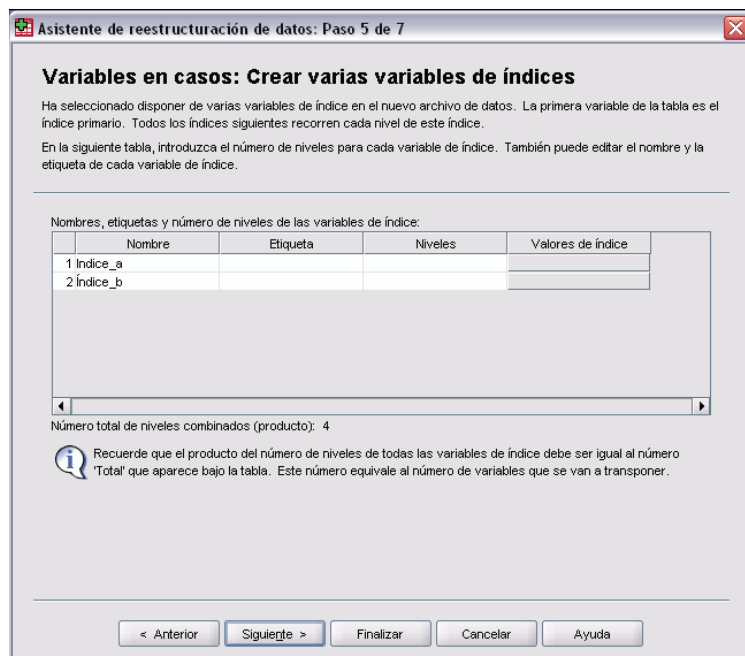 Asistente de reestructuración de datos: Paso 5 de 7
Variables en casos: Crear varias variables de índices
Ha seleccionado disponer de varias variables de índice en el nuevo archivo de datos. La primera variable de la tabla es el
índice primario. Todos los índices siguientes recorren cada nivel de este índice.
En la siguiente tabla, introduzca el número de niveles para cada variable de índice. También puede editar el nombre y la
etiqueta de cada variable de índice.
Nombres, etiquetas y número de niveles de las variables de índice:
Nombre Etiqueta Niveles Valores de índice
1 Indice_a
2 Índice_b
Número total de niveles combinados (producto): 4
Recuerde que el producto del número de niveles de todas las variables de índice debe ser igual al número
'Total' que aparece bajo la tabla. Este número equivale al número de variables que se van a transponer.
< Anterior Siguiente > Finalizar Cancelar Ayuda